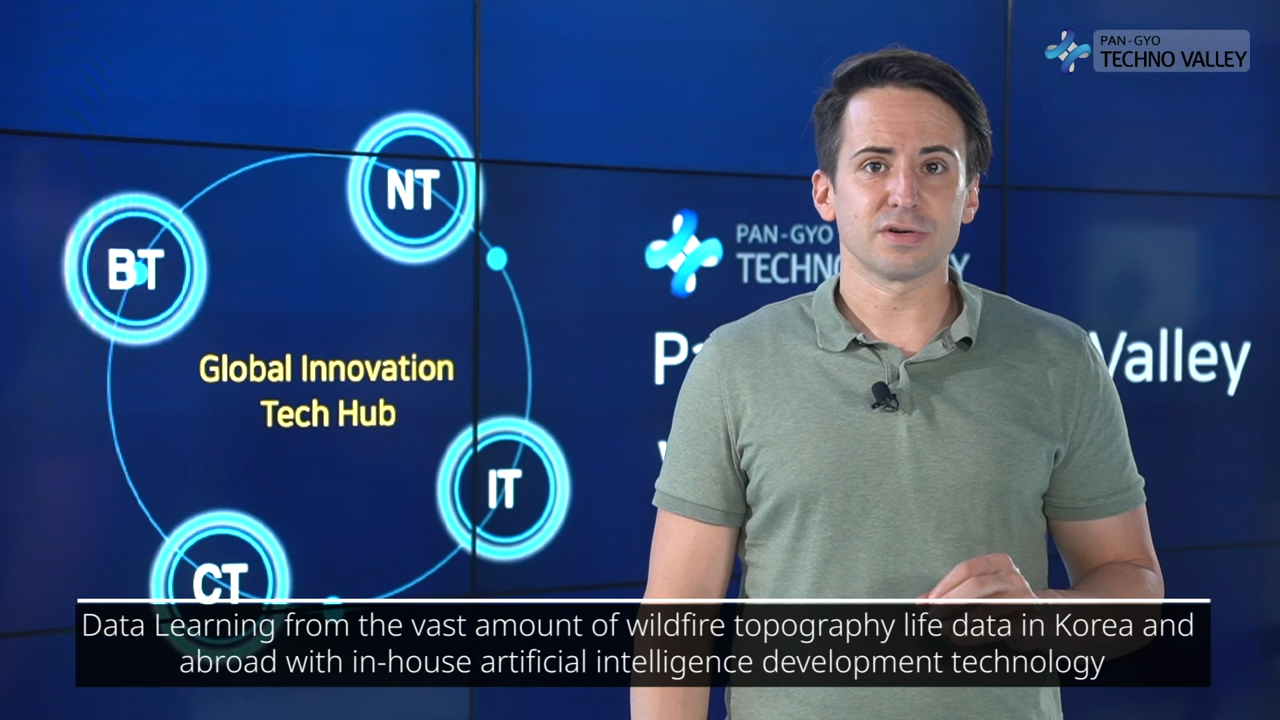 PAN-GYO
TECHNO VALLEY
NT
BT
PAN-GYO
Global Innovation
Tech Hub
Valley
IT
CT
Data Learning from the vast amount of wildfire topography life data in Korea and
abroad with in-house artificial intelligence development technology